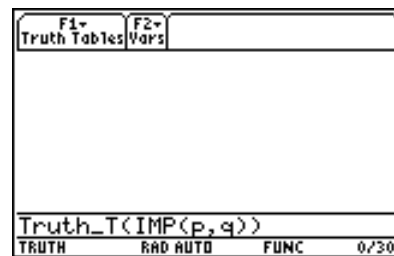 F1▾ F2▾
Truth Tables Vars
Truth_T(IMP(p,q))
TRUTH RAD AUTO FUNC 0/30